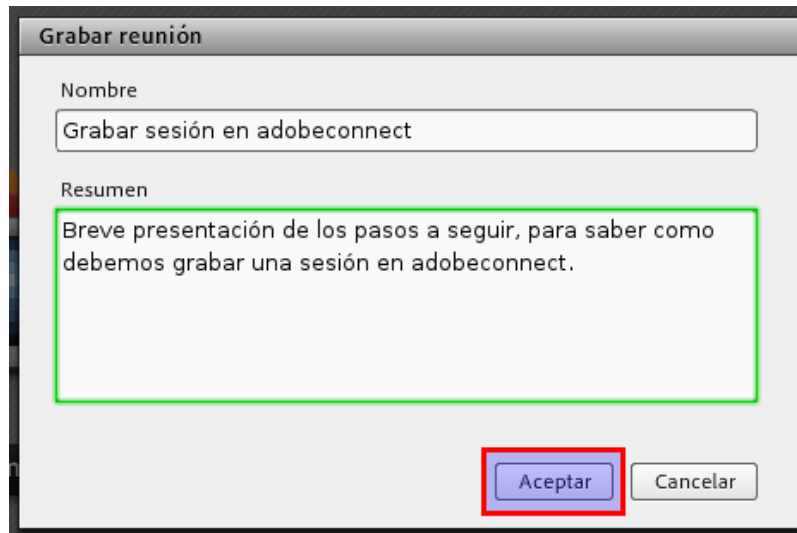 Grabar reunión
Nombre
Grabar sesión en adobeconnect
Resumen
Breve presentación de los pasos a seguir, para saber como
debemos grabar una sesión en adobeconnect.
Aceptar
Cancelar